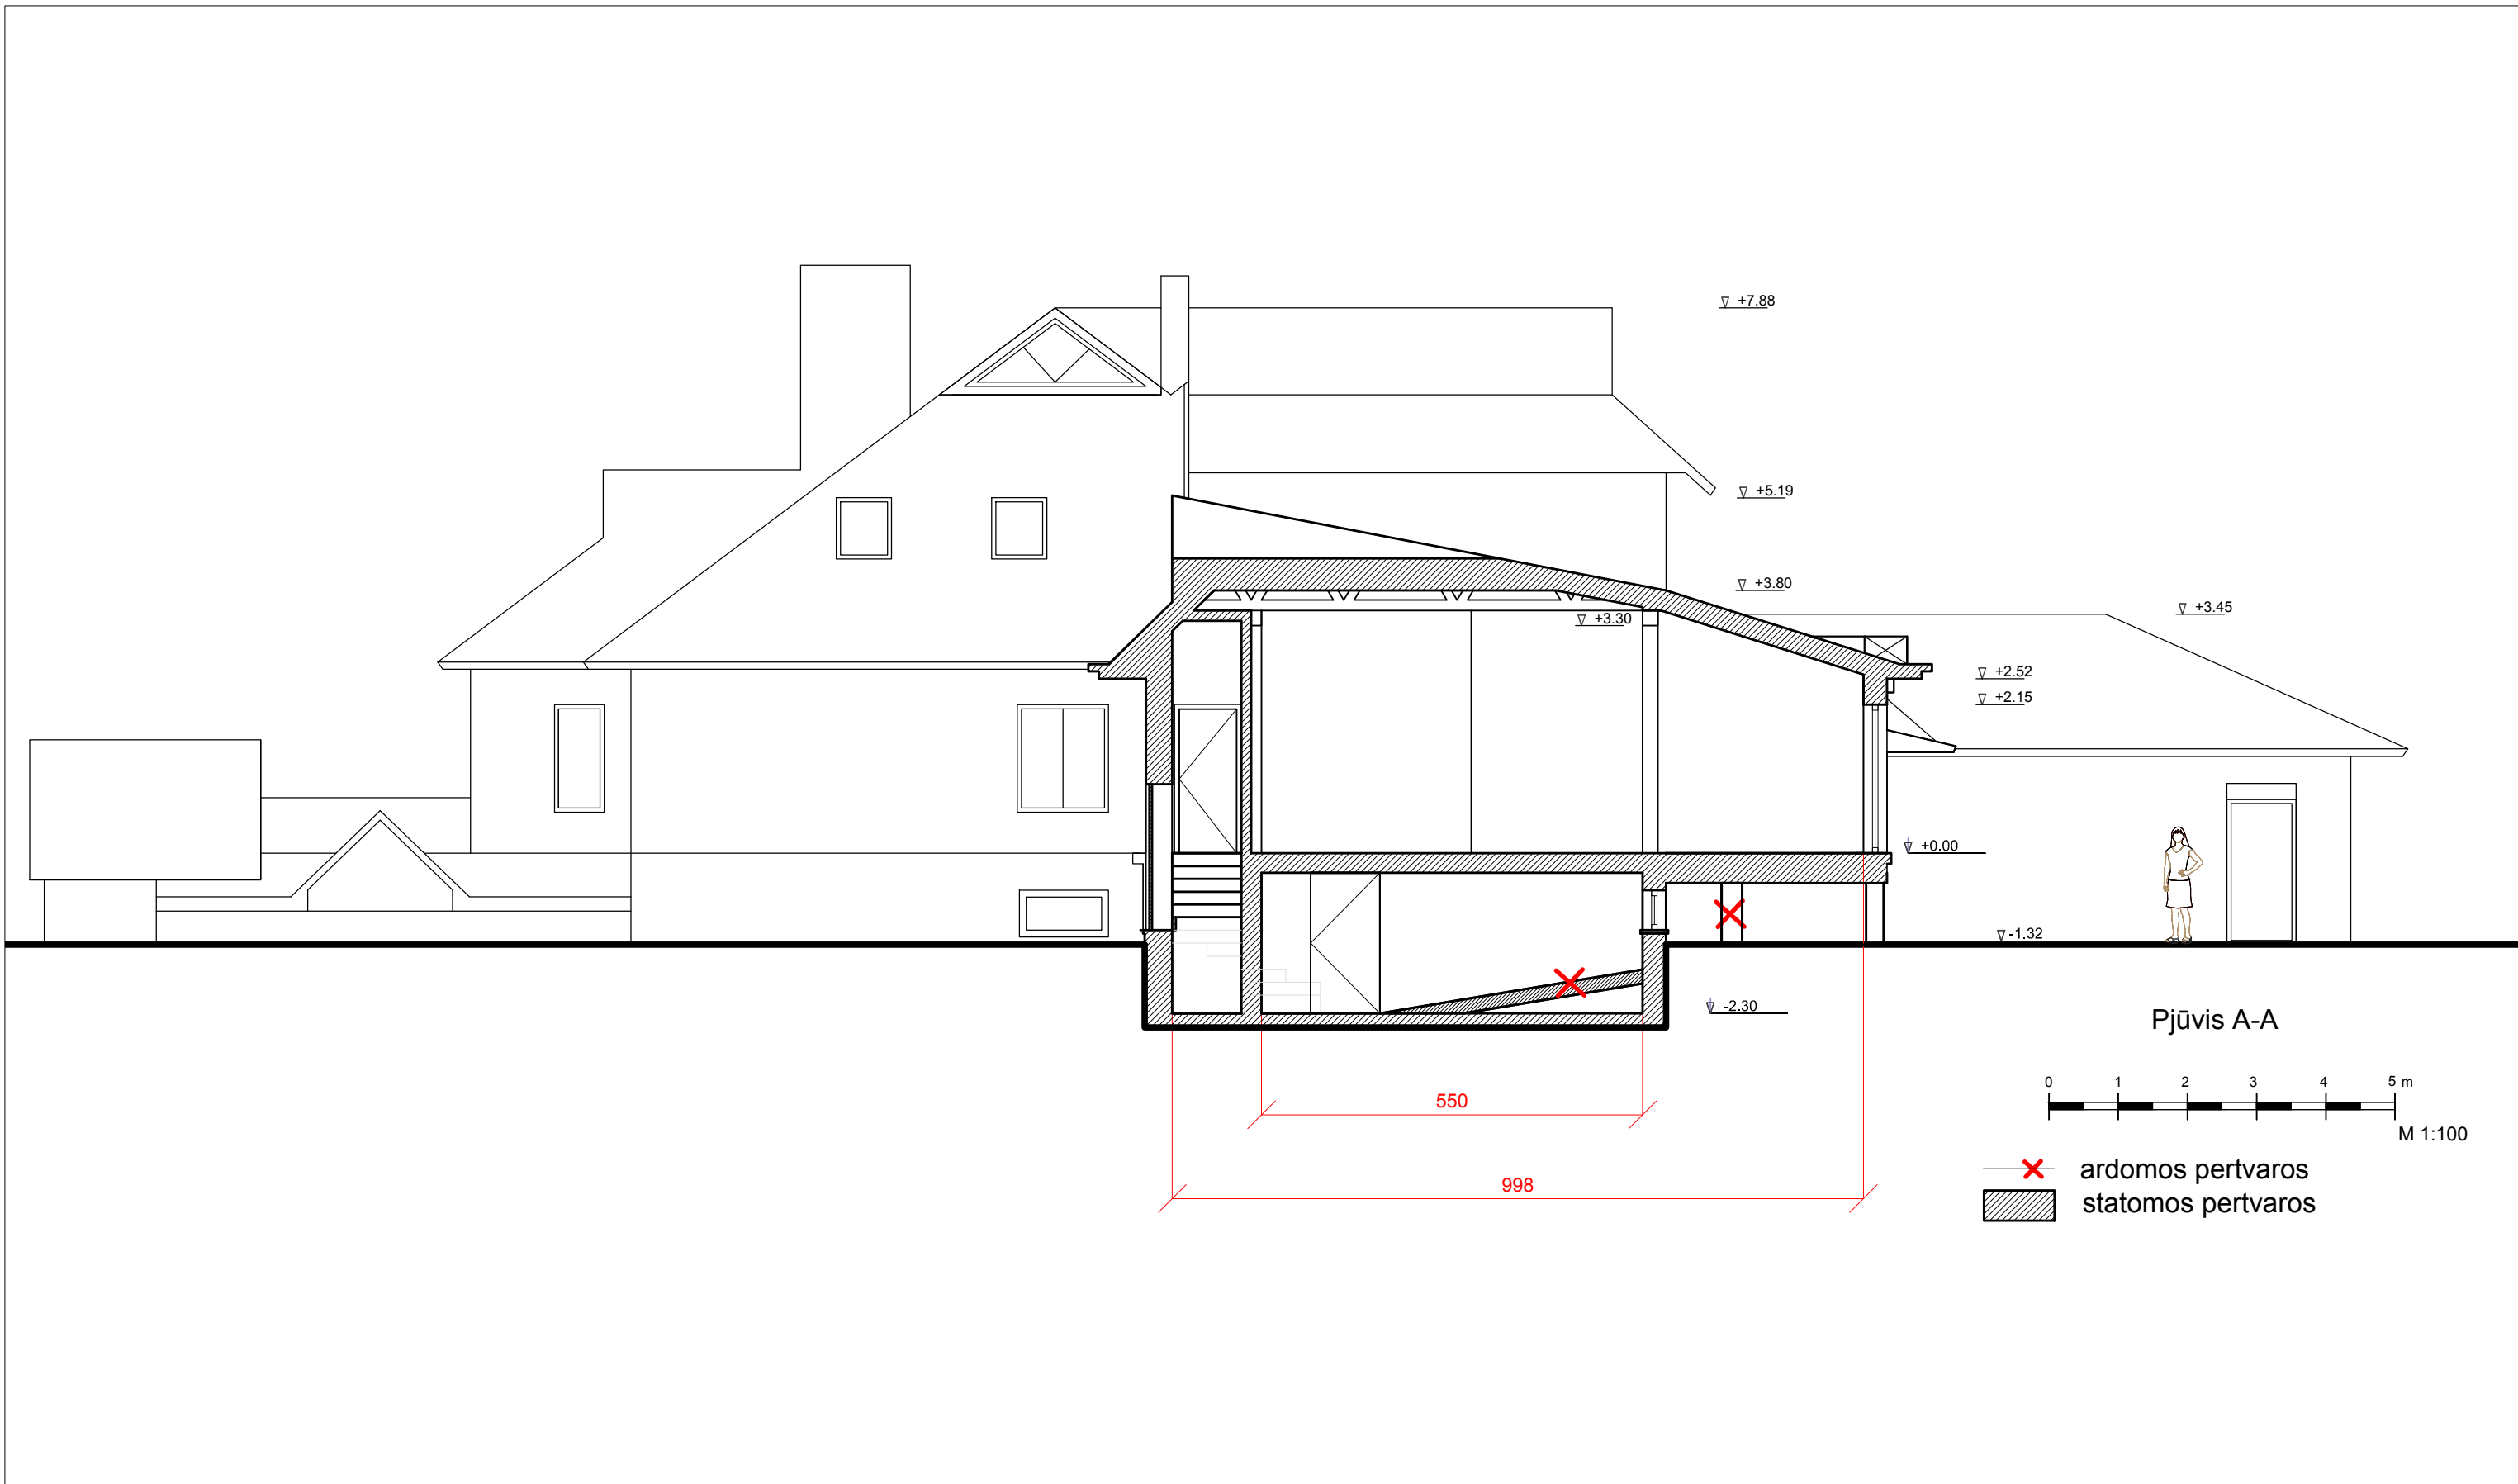 +7.88
+5.19
+3.80
+3.45
+3.30
+2.52
+2.15
+0.00
-1.32
-2.30
Pjūvis A-A
0 1 2 3 4 5 m
M 1:100
550
998
ardomos pertvaros
statomos pertvaros